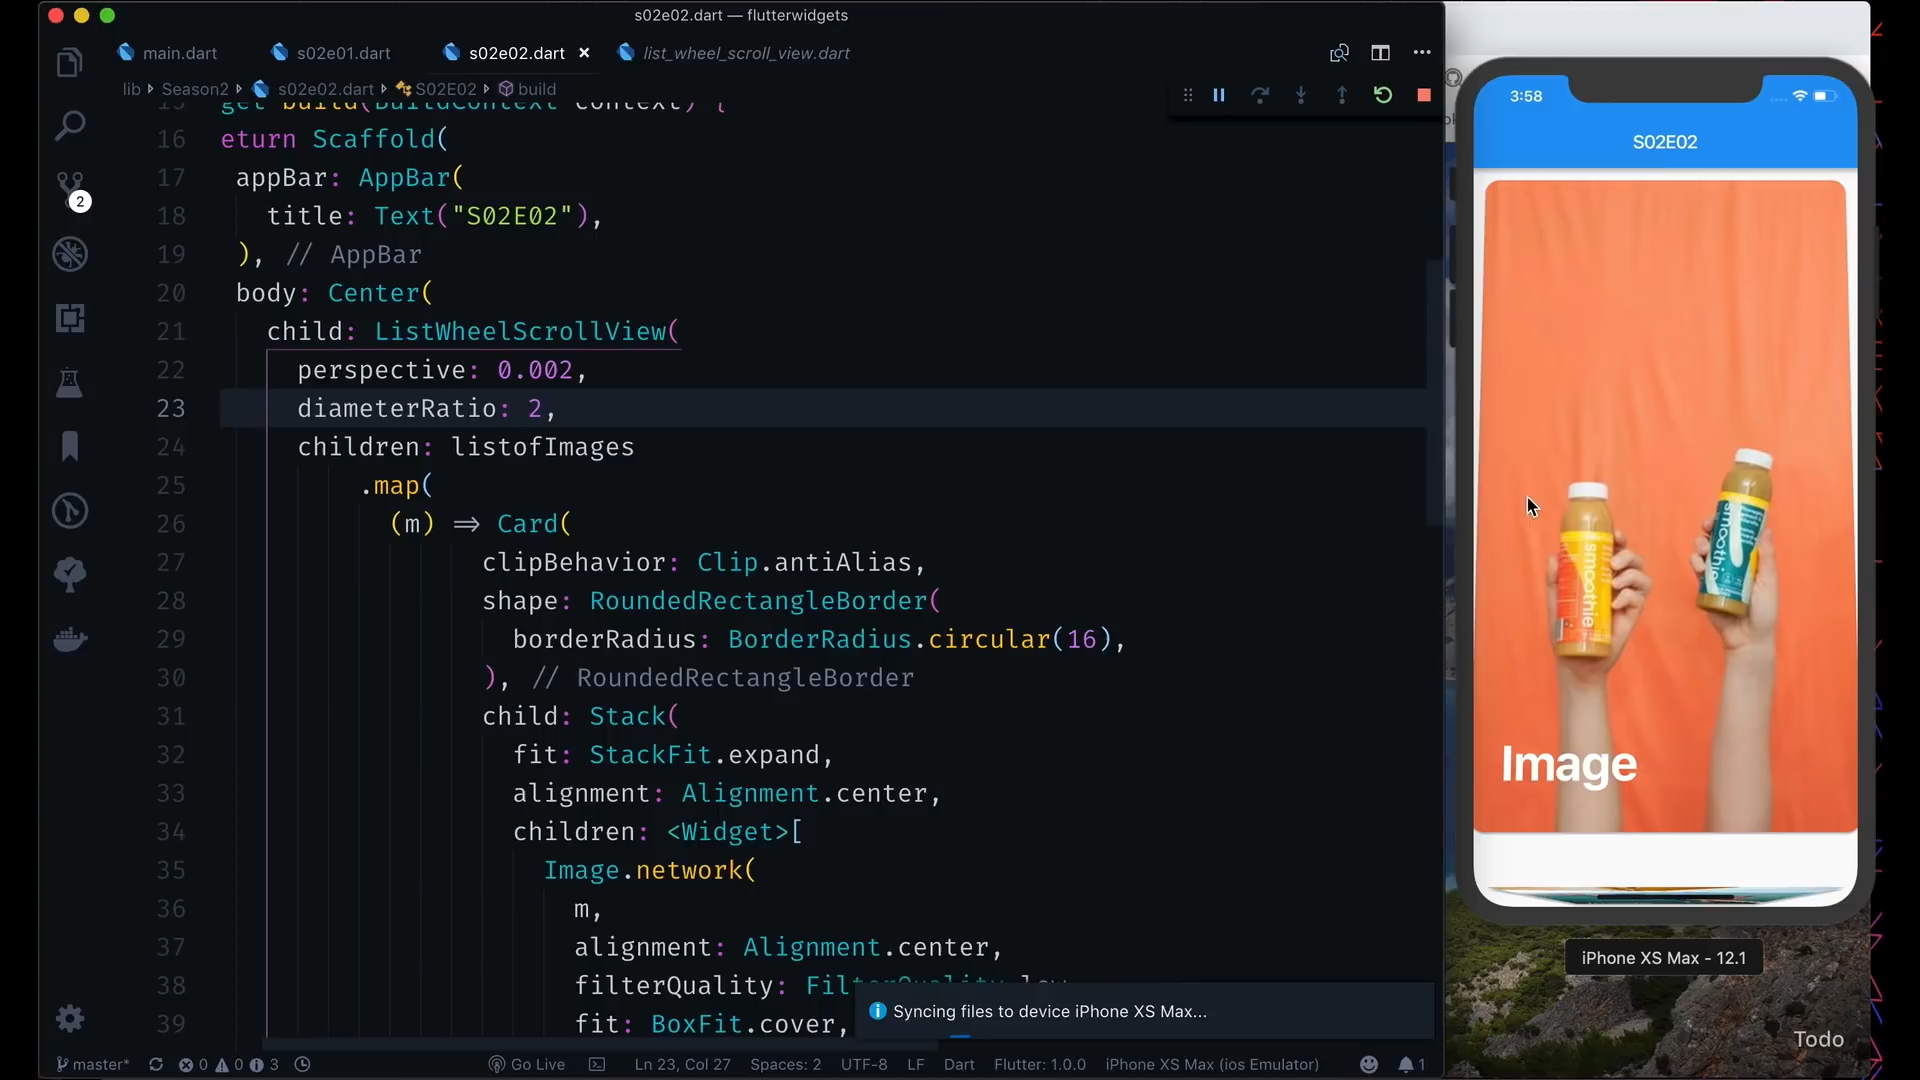 s02e02.dart — flutterwidgets
main.dart
s02e01.dart
s02e02.dart
list_wheel_scroll_view.dart
lib
Season2
s02e02.dart
S02E02
build
get build(BuildContext context) {
16 eturn Scaffold(
17 appBar: AppBar(
18 title: Text("S02E02"),
19 ), // AppBar
20 body: Center(
21 child: ListWheelScrollView(
22 perspective: 0.002,
23 diameterRatio: 2,
24 children: listofImages
25 .map(
26 (m) => Card(
27 clipBehavior: Clip.antiAlias,
28 shape: RoundedRectangleBorder(
29 borderRadius: BorderRadius.circular(16),
30 ), // RoundedRectangleBorder
31 child: Stack(
32 fit: StackFit.expand,
33 alignment: Alignment.center,
34 children: <Widget>[
35 Image.network(
36 m,
37 alignment: Alignment.center,
38 filterQuality: FilterQuality.low,
39 fit: BoxFit.cover,
2
Syncing files to device iPhone XS Max...
master*
0
0
3
Go Live
Ln 23, Col 27
Spaces: 2
UTF-8
LF
Dart
Flutter: 1.0.0
iPhone XS Max (ios Emulator)
1
3:58
S02E02
smoothie
smoothie
Image
iPhone XS Max - 12.1
Todo